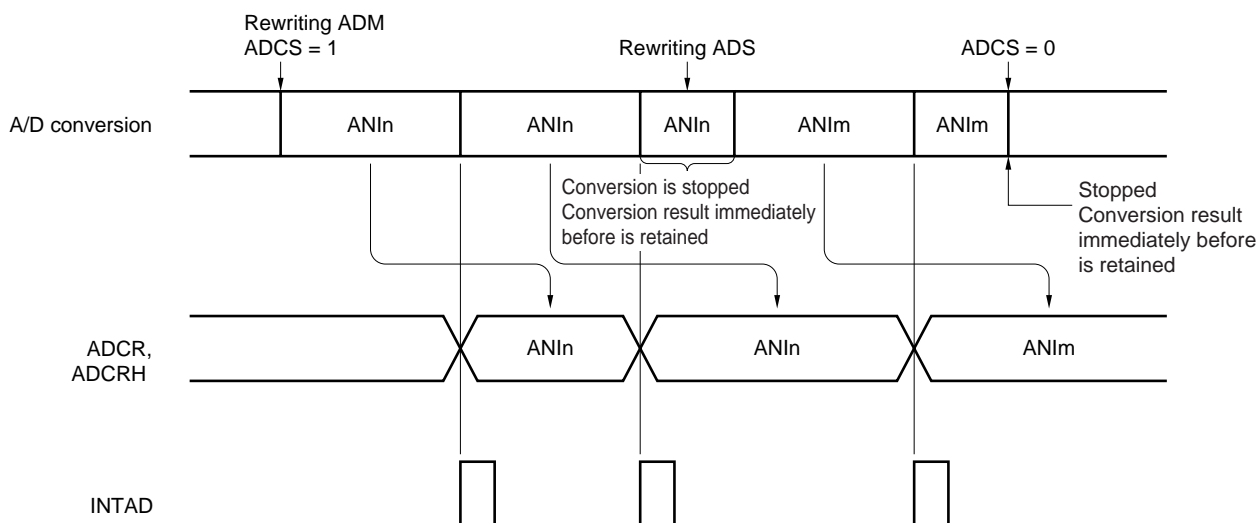 Rewriting ADM
ADCS = 1
Rewriting ADS
ADCS = 0
A/D conversion
ANIn
ANIn
ANIn
ANIm
ANIm
Conversion is stopped
Conversion result immediately
before is retained
Stopped
Conversion result
immediately before
is retained
ADCR,
ADCRH
ANIn
ANIn
ANIm
INTAD